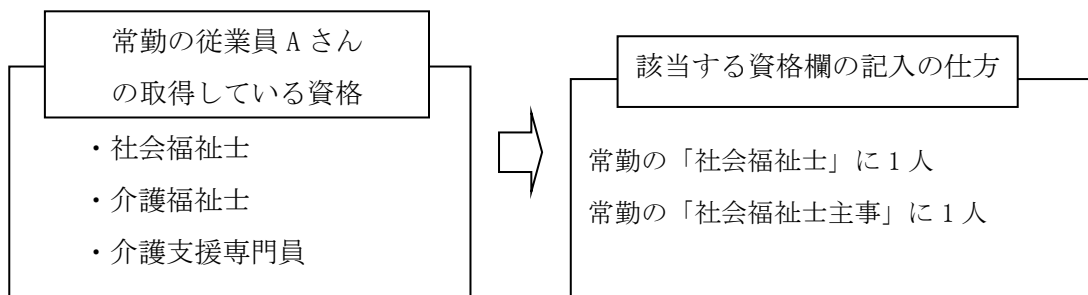 常勤の従業員 A さん
の取得している資格
・社会福祉士
・介護福祉士
・介護支援専門員
該当する資格欄の記入の仕方
常勤の「社会福祉士」に 1 人
常勤の「社会福祉士主事」に 1 人